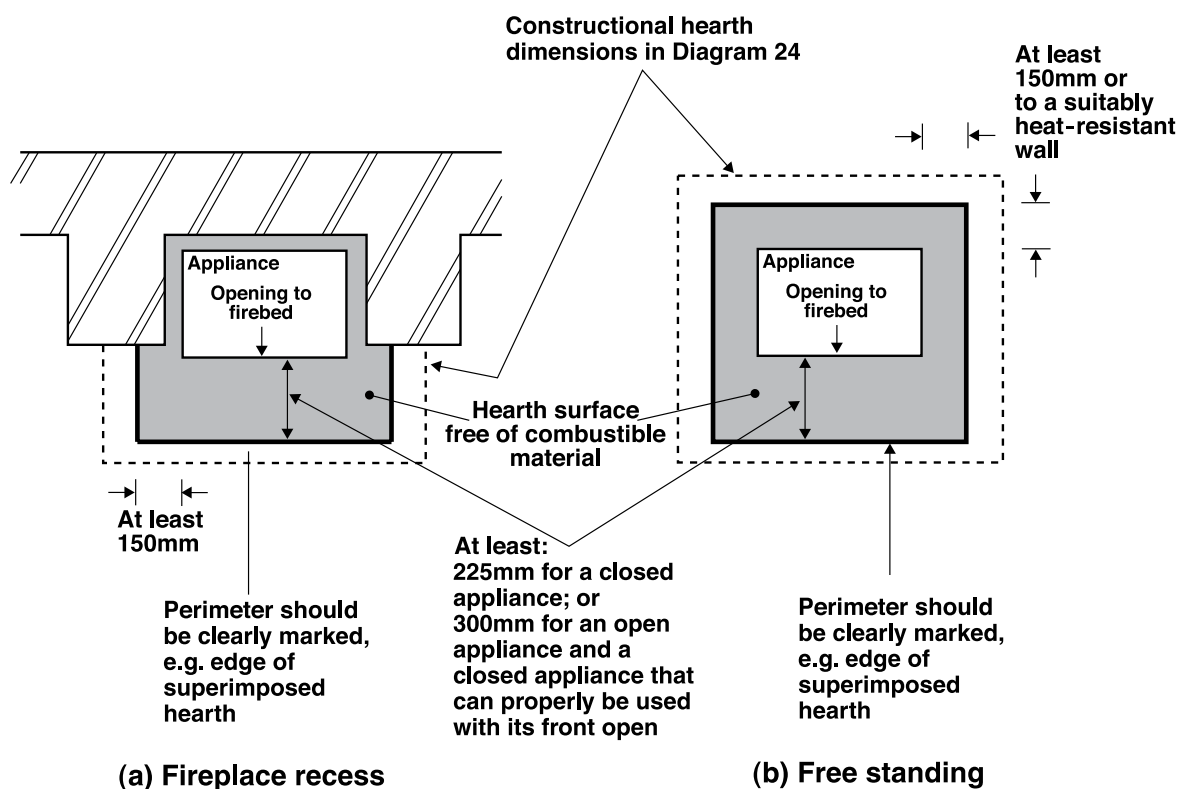 Constructional hearth
dimensions in Diagram 24
At least
150mm or
to a suitably
heat-resistant
wall
Appliance
Opening to
firebed
Appliance
Opening to
firebed
Hearth surface
free of combustible
material
At least
150mm
At least:
225mm for a closed
appliance; or
300mm for an open
appliance and a
closed appliance that
can properly be used
with its front open
Perimeter should
be clearly marked,
e.g. edge of
superimposed
hearth
Perimeter should
be clearly marked,
e.g. edge of
superimposed
hearth
(a) Fireplace recess
(b) Free standing